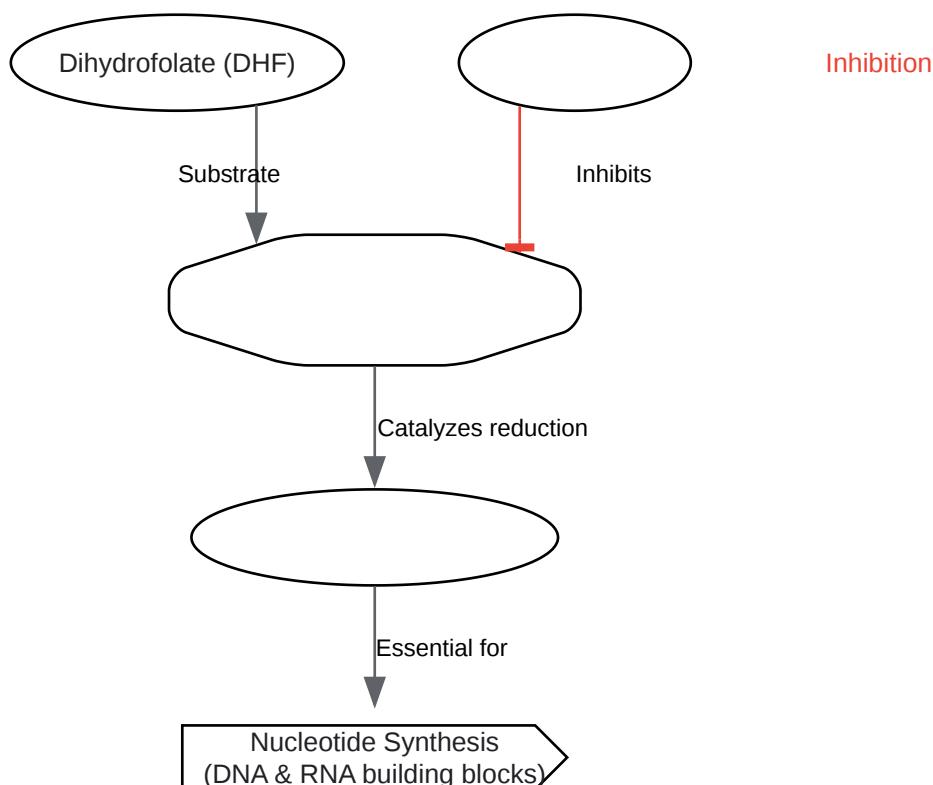 Dihydrofolate (DHF)
Inhibition
Substrate
Inhibits
Catalyzes reduction
Essential for
Nucleotide Synthesis
(DNA & RNA building blocks)